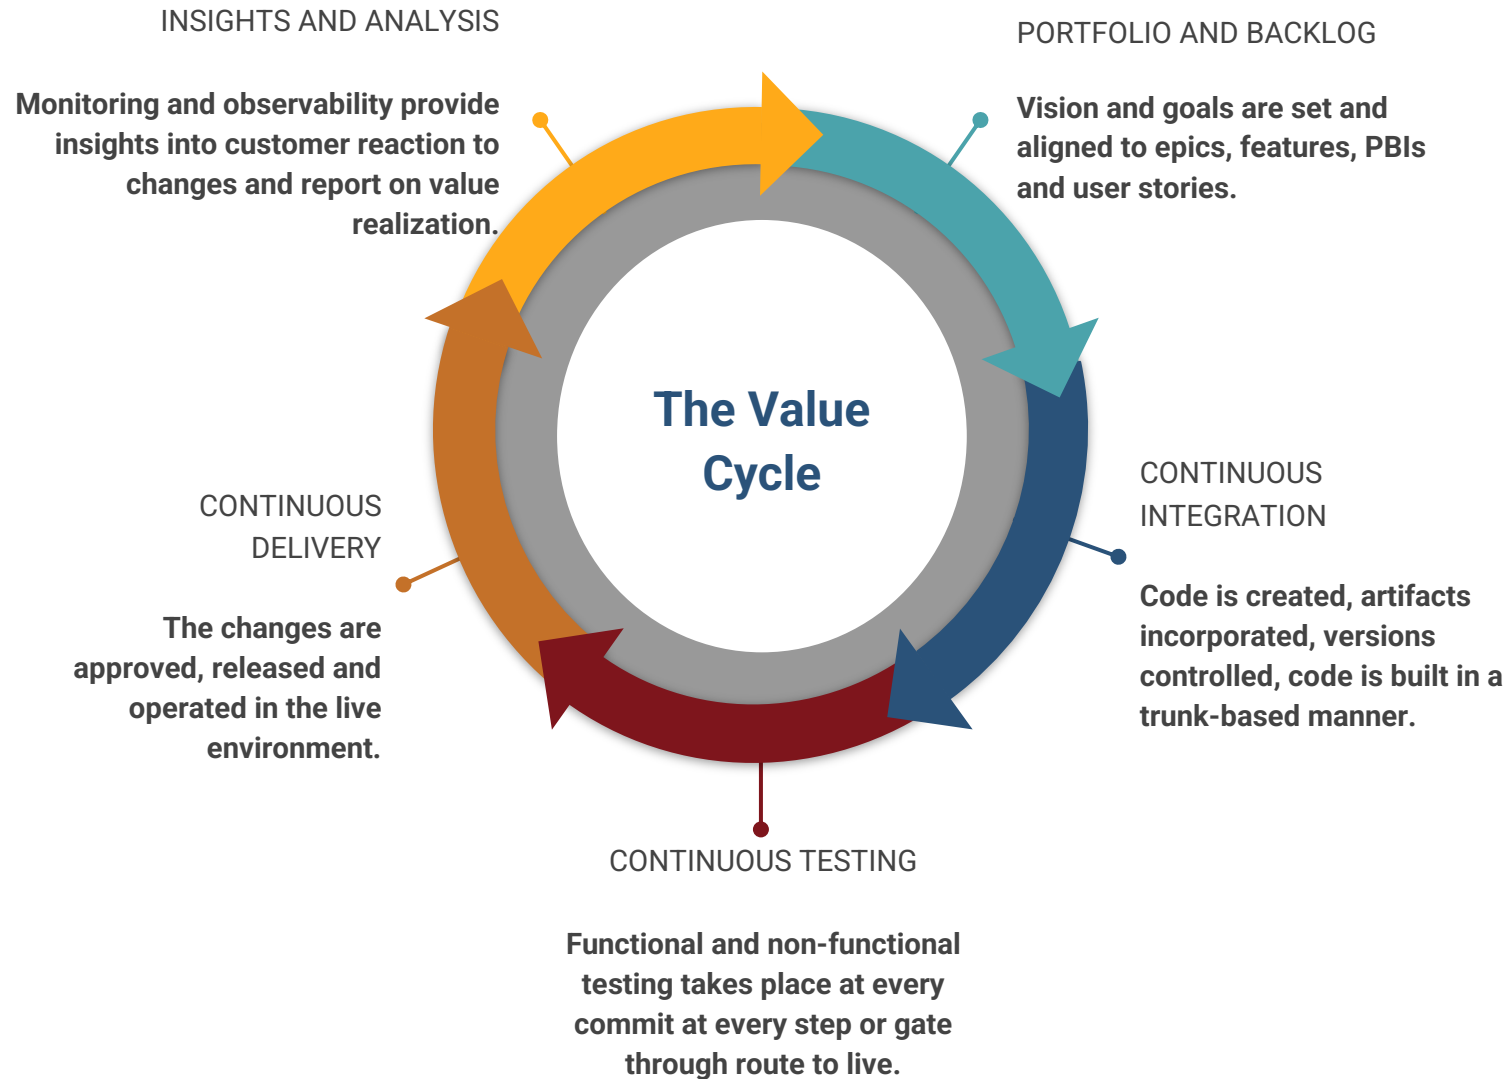 INSIGHTS AND ANALYSIS
Monitoring and observability provide
insights into customer reaction to
changes and report on value
realization.
PORTFOLIO AND BACKLOG
Vision and goals are set and
aligned to epics, features, PBIs
and user stories.
The Value
Cycle
CONTINUOUS
INTEGRATION
Code is created, artifacts
incorporated, versions
controlled, code is built in a
trunk-based manner.
CONTINUOUS
DELIVERY
The changes are
approved, released and
operated in the live
environment.
CONTINUOUS TESTING
Functional and non-functional
testing takes place at every
commit at every step or gate
through route to live.